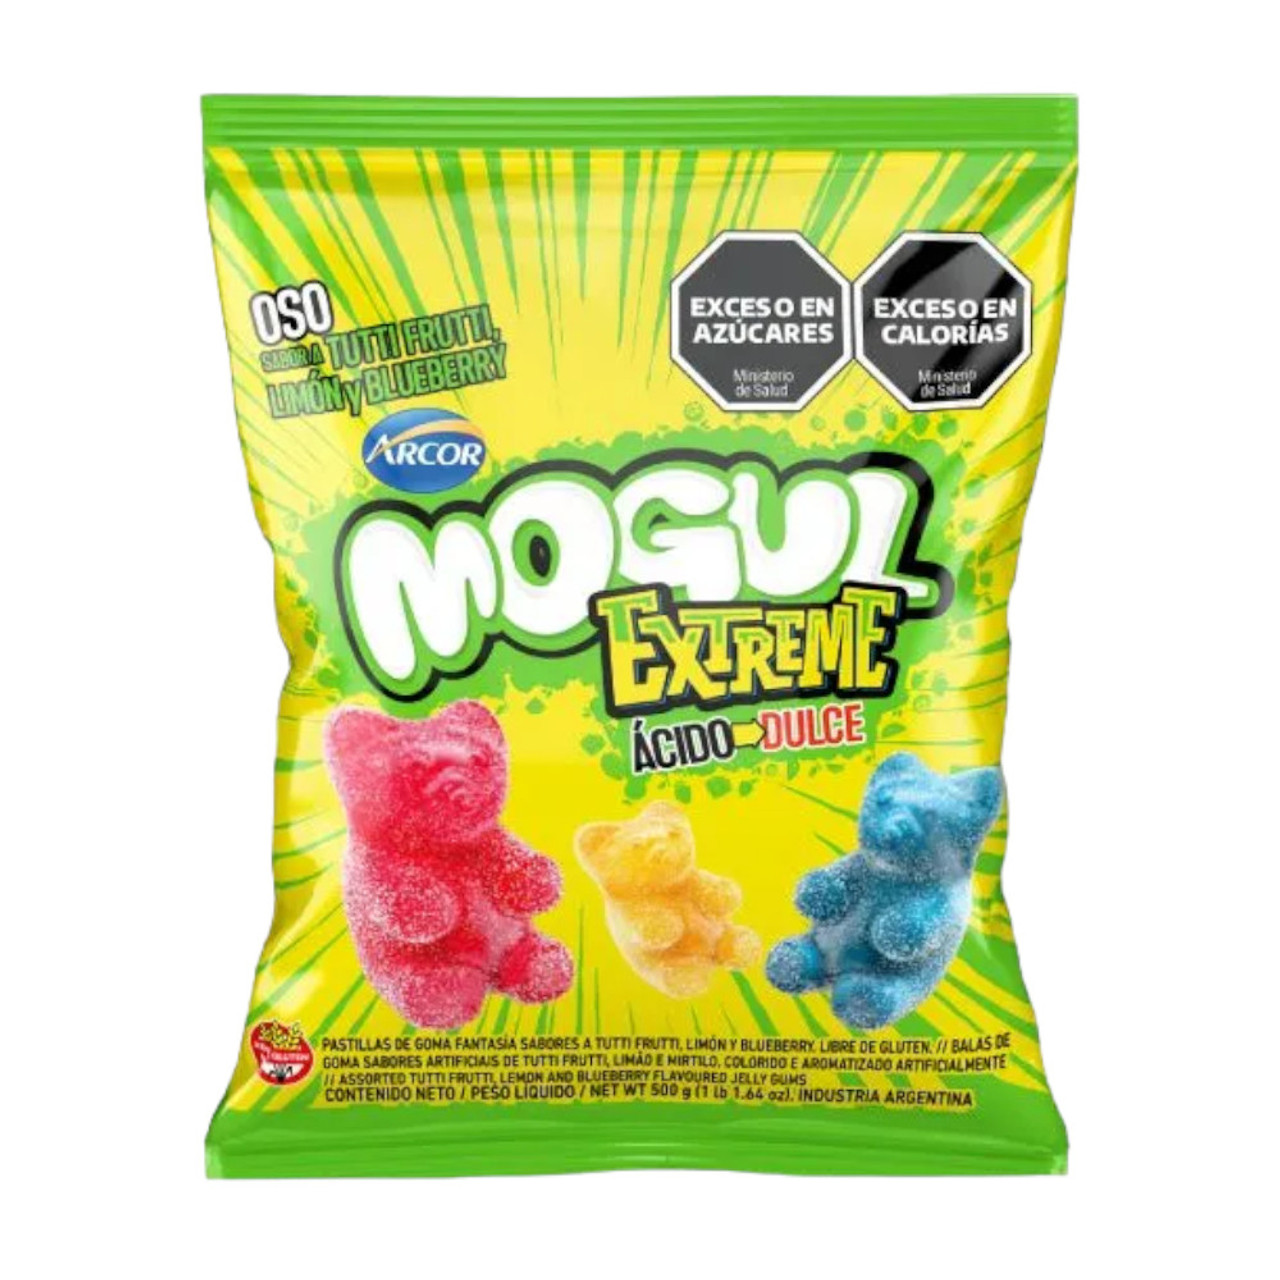 OSO
SABOR A TUTTI FRUTTI,
LIMÓN y BLUEBERRY
ARCOR
EXCESO EN
AZÚCARES
Ministerio
de Salud
EXCESO EN
CALORÍAS
Ministerio
de Salud
MOGUL
EXTREME
ÁCIDO DULCE
SIN
GLUTEN
PASTILLAS DE GOMA FANTASÍA SABORES A TUTTI FRUTTI, LIMÓN Y BLUEBERRY. LIBRE DE GLUTEN. // BALAS DE
GOMA SABORES ARTIFICIAIS DE TUTTI FRUTTI, LIMÃO E MIRTILO, COLORIDO E AROMATIZADO ARTIFICIALMENTE
// ASSORTED TUTTI FRUTTI, LEMON AND BLUEBERRY FLAVOURED JELLY GUMS
CONTENIDO NETO / PESO LÍQUIDO / NET WT 500 g (1 lb 1.64 oz). INDUSTRIA ARGENTINA